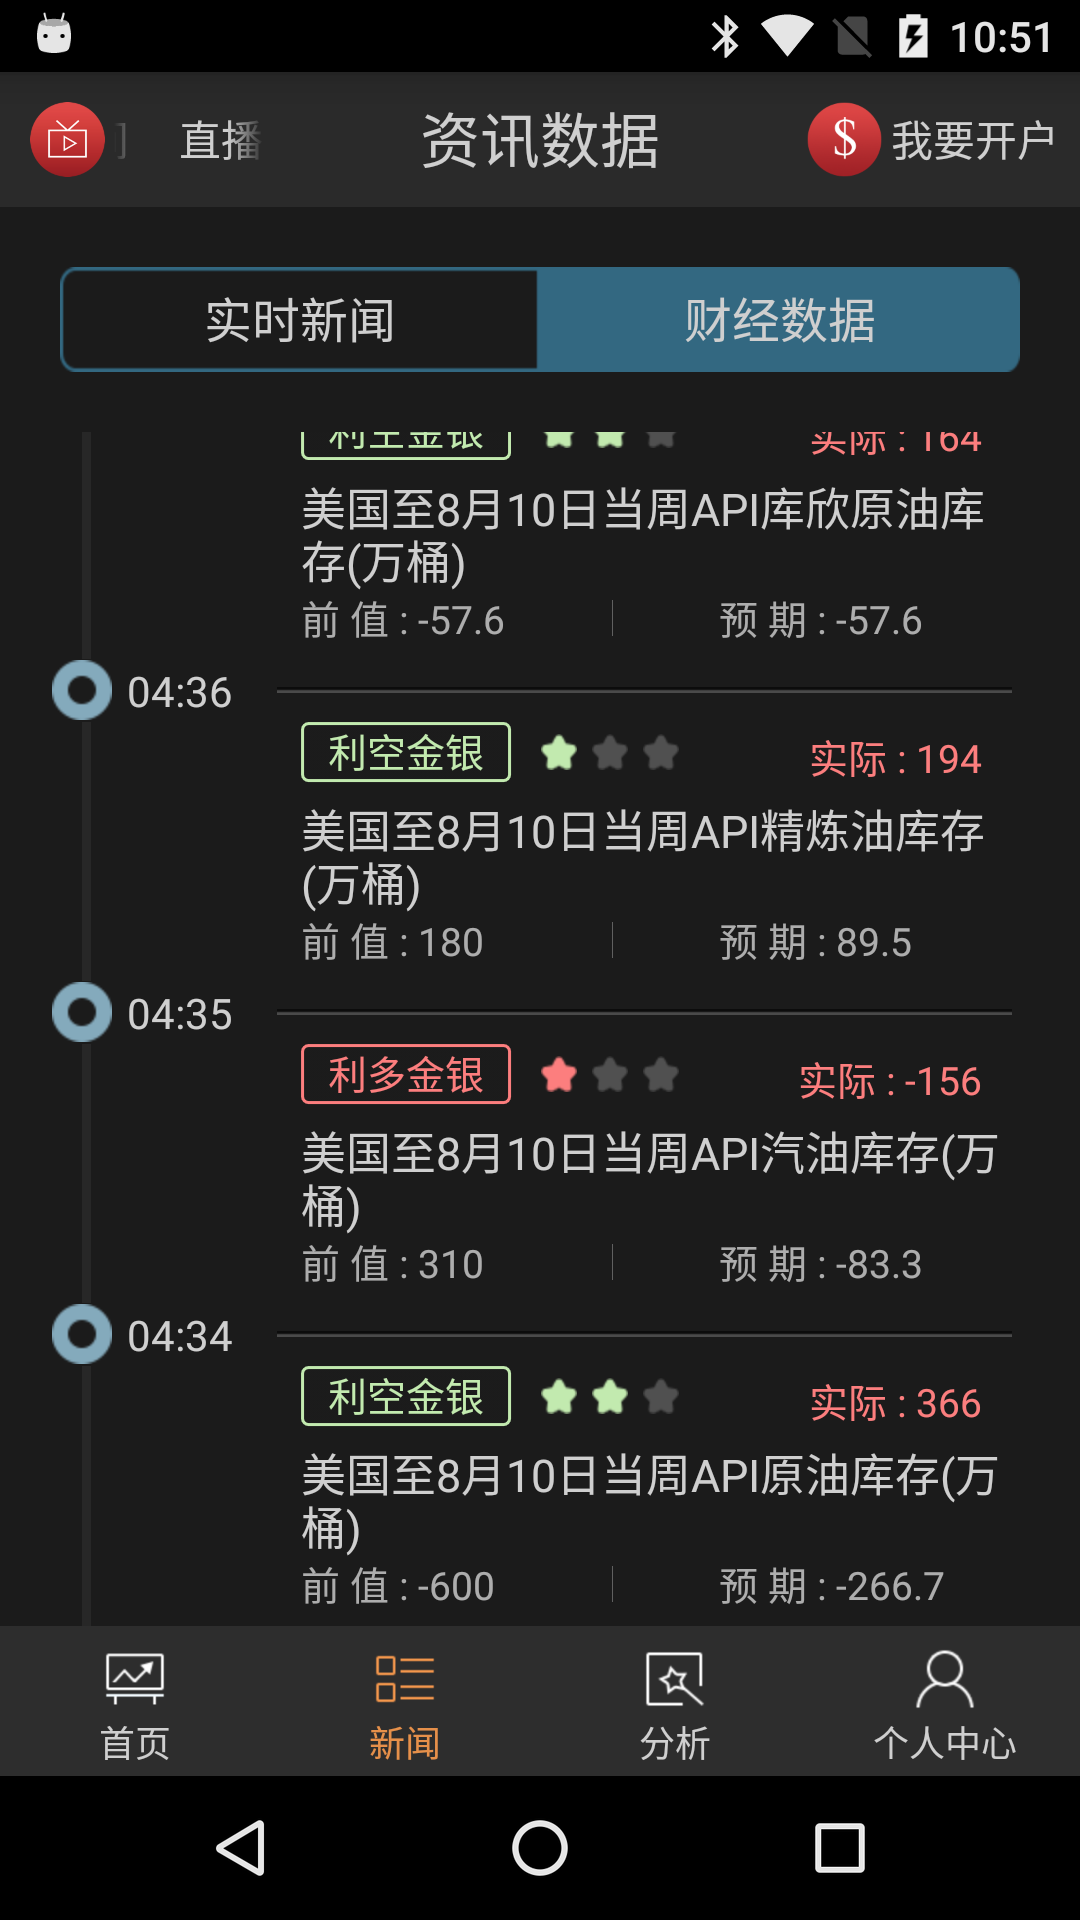 10:51
直播
资讯数据
$ 我要开户
实时新闻
财经数据
利空金银
实际 : 164
美国至8月10日当周API库欣原油库
存(万桶)
前 值 : -57.6
预 期 : -57.6
04:36
利空金银
实际 : 194
美国至8月10日当周API精炼油库存
(万桶)
前 值 : 180
预 期 : 89.5
04:35
利多金银
实际 : -156
美国至8月10日当周API汽油库存(万
桶)
前 值 : 310
预 期 : -83.3
04:34
利空金银
实际 : 366
美国至8月10日当周API原油库存(万
桶)
前 值 : -600
预 期 : -266.7
首页
新闻
分析
个人中心